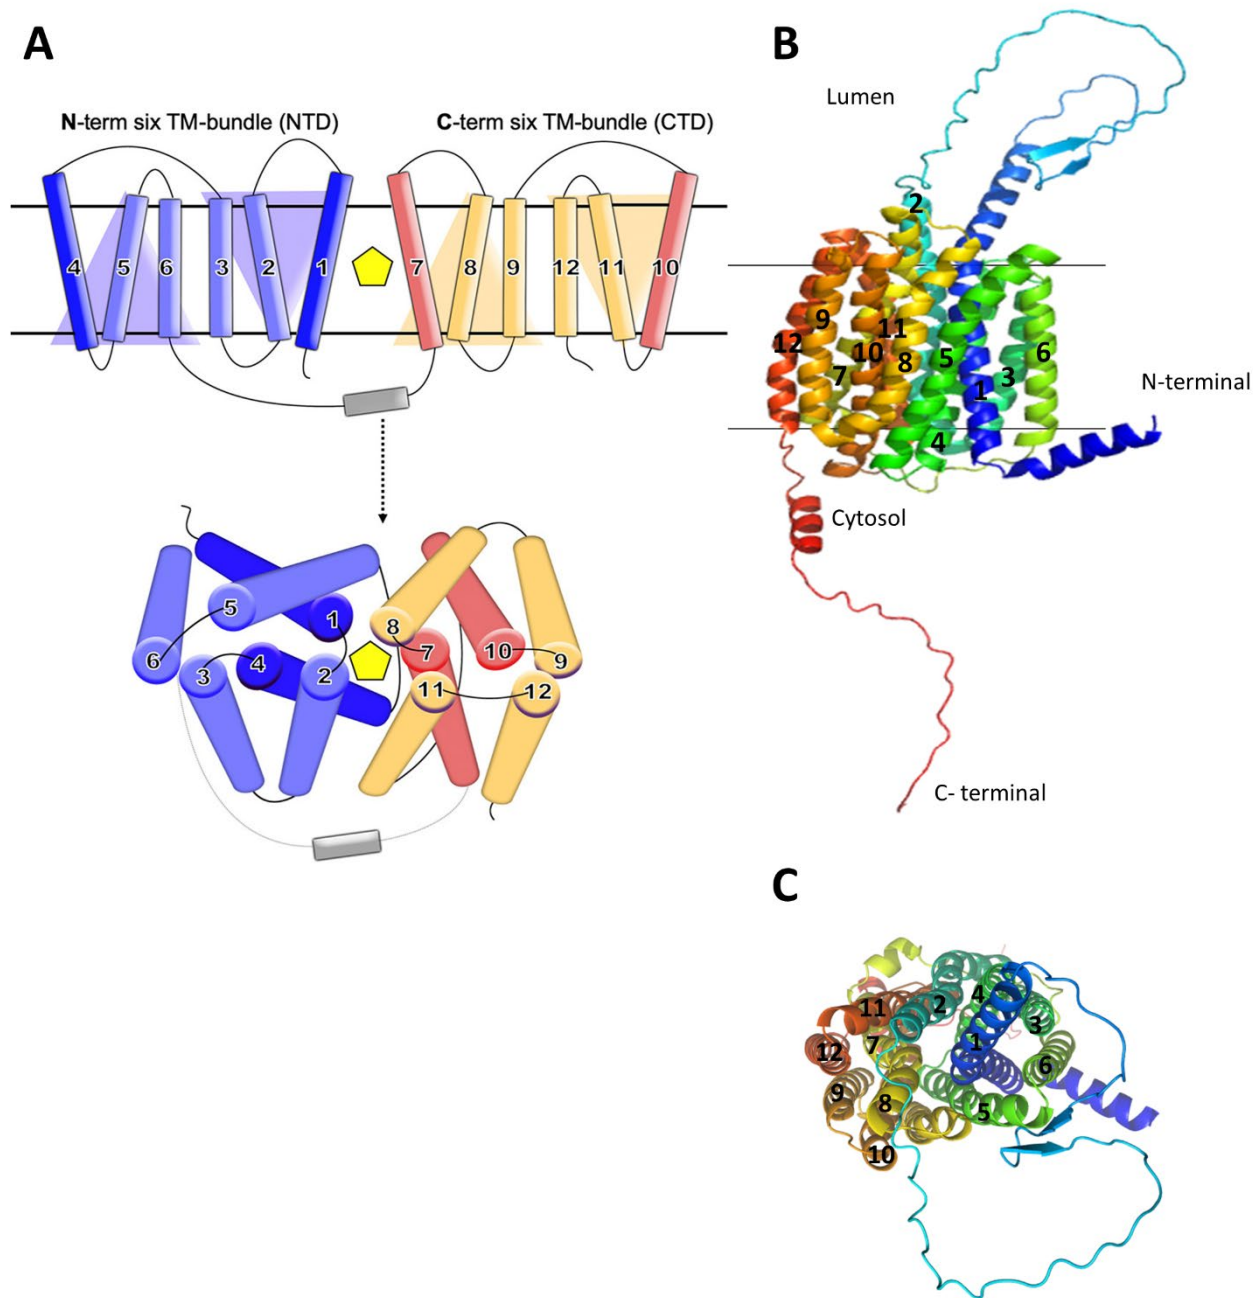 A
N-term six TM-bundle (NTD)
C-term six TM-bundle (CTD)
4 5 6 3 2 1 7 8 9 12 11 10
5 1 8
6 3 4 2 7 10 9
11 12
B
Lumen
2
9 11
12 10 8 5 3 6
7 1
N-terminal
4
Cytosol
C- terminal
C
11 2 4 3
12 7 1 6
9 8 5
10